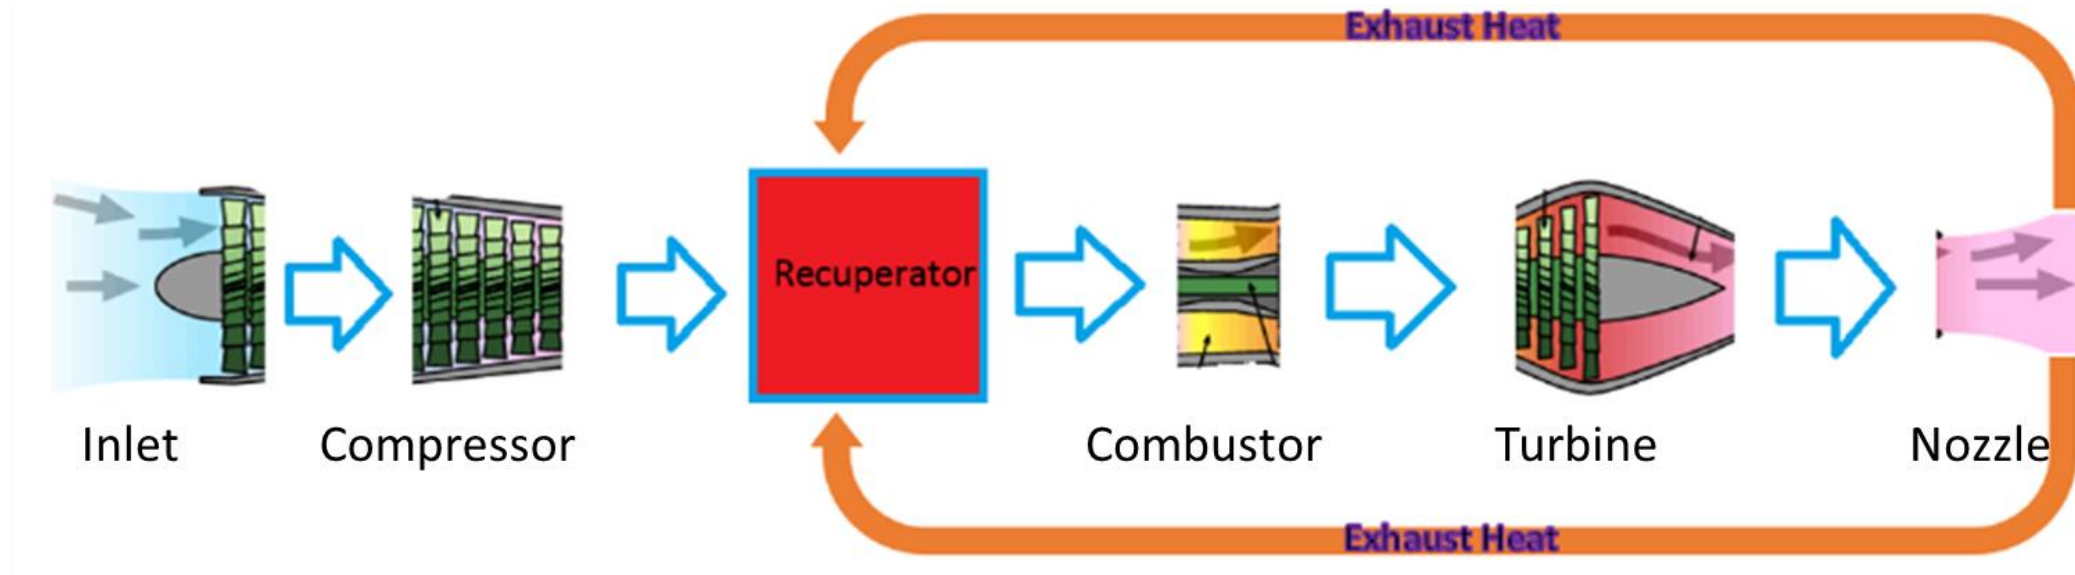 Exhaust Heat
Recuperator
Inlet
Compressor
Combustor
Turbine
Nozzle
Exhaust Heat